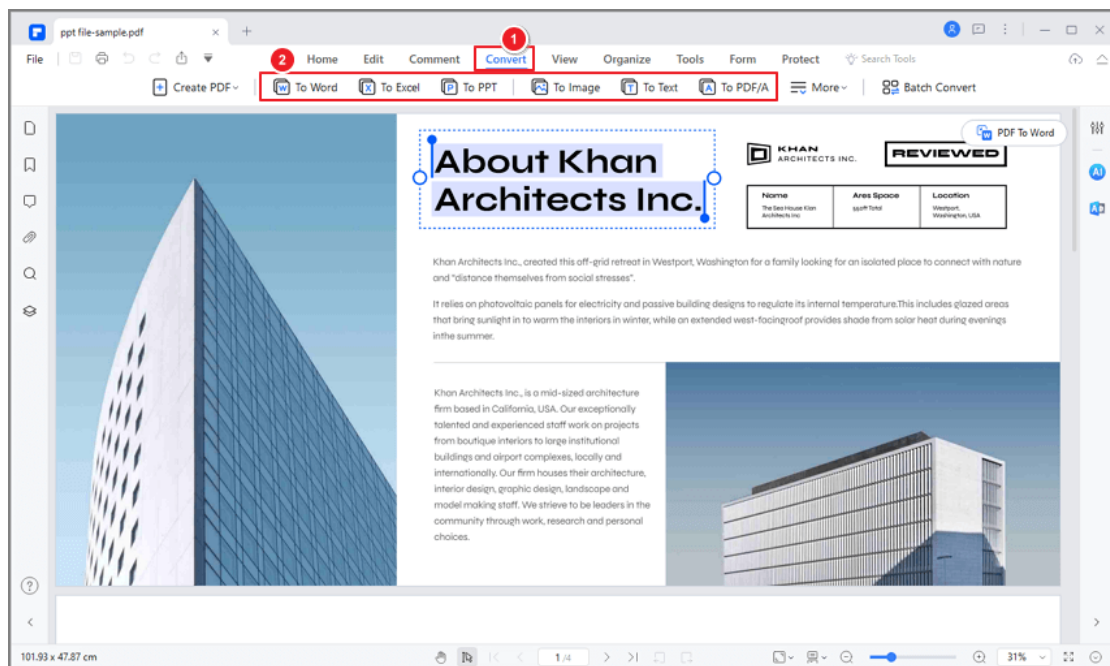 ppt file-sample.pdf
1
File
2
Home Edit Comment Convert View Organize Tools Form Protect Search Tools
Create PDF To Word To Excel To PPT To Image To Text To PDF/A More Batch Convert
PDF To Word
About Khan
Architects Inc.
KHAN
ARCHITECTS INC.
REVIEWED
Name Ares Space Location
The Sea House Klan
Architects Inc
550ft Total
Westport,
Washington, USA
Khan Architects Inc., created this off-grid retreat in Westport, Washington for a family looking for an isolated place to connect with nature
and "distance themselves from social stresses".
It relies on photovoltaic panels for electricity and passive building designs to regulate its internal temperature.This includes glazed areas
that bring sunlight in to warm the interiors in winter, while an extended west-facingroof provides shade from solar heat during evenings
inthe summer.
Khan Architects Inc., is a mid-sized architecture
firm based in California, USA. Our exceptionally
talented and experienced staff work on projects
from boutique interiors to large institutional
buildings and airport complexes, locally and
internationally. Our firm houses their architecture,
interior design, graphic design, landscape and
model making staff. We strieve to be leaders in the
community through work, research and personal
choices.
AI
101.93 x 47.87 cm
1 /4
31%